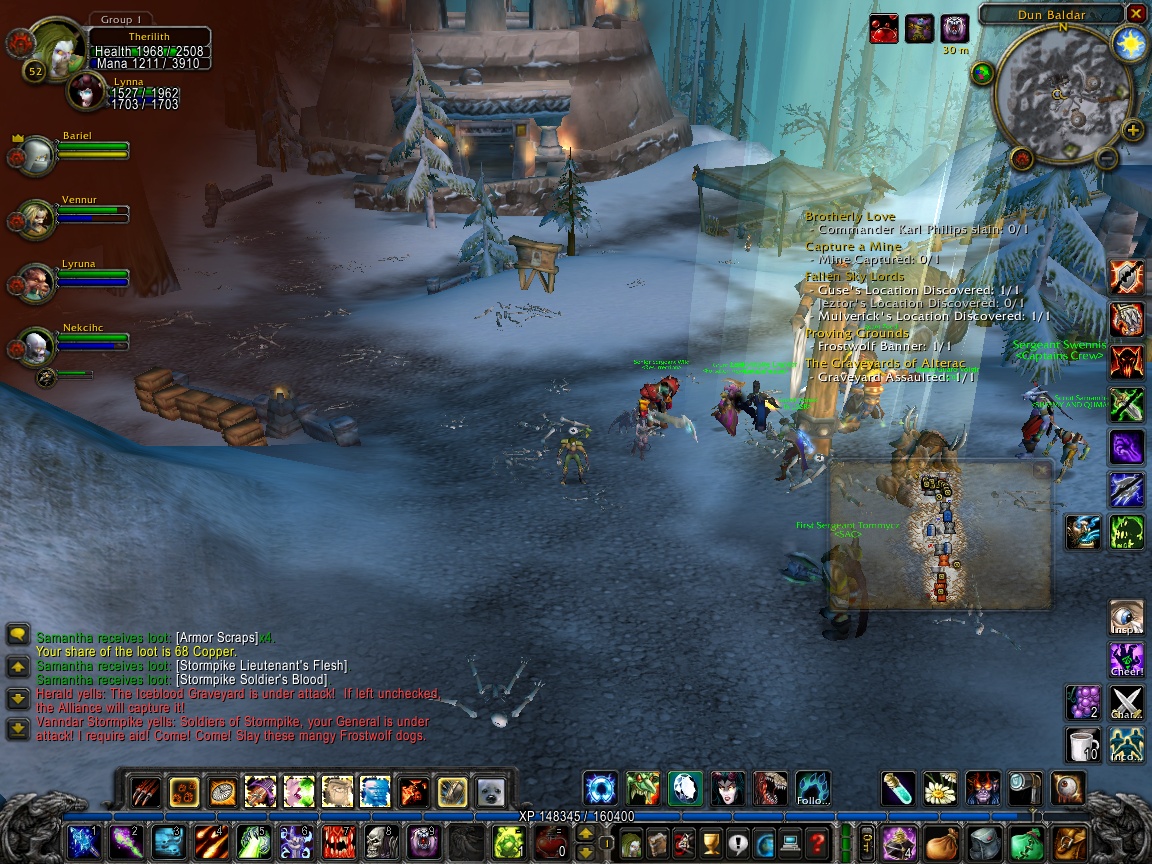 Group 1
Dun Baldar
N
Therilith
Health 1968 / 2508
Mana 1211 / 3910
52
30 m
Lynna
1527 / 1962
1703 / 1703
Bariel
Vennur
Lyruna
Nekcihc
Brotherly Love
- Commander Karl Philips slain: 0/1
Capture a Mine
- Mine Captured: 0/1
Fallen Sky Lords
- Guse's Location Discovered: 1/1
- Jeztor's Location Discovered: 0/1
- Mulverick's Location Discovered: 1/1
Proving Grounds
- Frostwolf Banner: 1/1
The Graveyards of Alterac
- Graveyard Assaulted: 1/1
Sergeant Swennis
<Captains Crew>
First Sergeant Tommycz
<SAC>
Samantha receives loot: [Armor Scraps]x4.
Your share of the loot is 68 Copper.
Samantha receives loot: [Stormpike Lieutenant's Flesh].
Samantha receives loot: [Stormpike Soldier's Blood].
Herald yells: The Iceblood Graveyard is under attack! If left unchecked,
the Alliance will capture it!
Vanndar Stormpike yells: Soldiers of Stormpike, your General is under
attack! I require aid! Come! Come! Slay these mangy Frostwolf dogs.
Insp...
Cheer!
2
Char...
10
Incd...
Follo...
XP 148345 / 160400
1
2
3
4
5
6
7
8
9
0
1
4